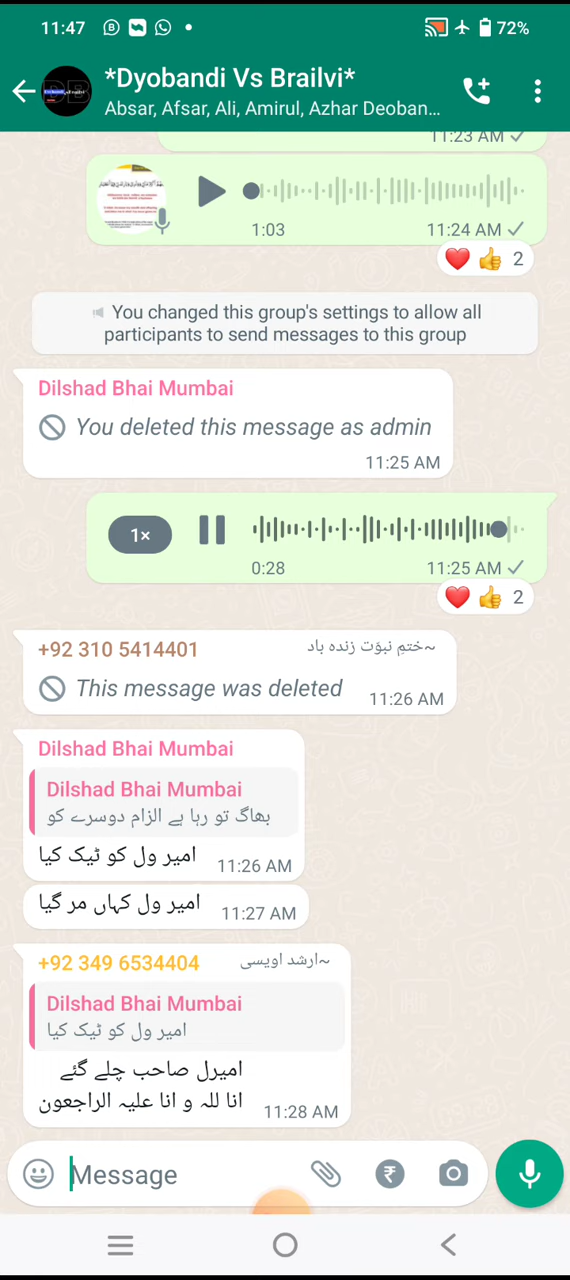 11:47
72%
*Dyobandi Vs Brailvi*
Absar, Afsar, Ali, Amirul, Azhar Deoban...
11:23 AM
1:03
11:24 AM
2
You changed this group's settings to allow all
participants to send messages to this group
Dilshad Bhai Mumbai
You deleted this message as admin
11:25 AM
1×
0:28
11:25 AM
2
+92 310 5414401
~ختمِ نبوّت زندہ باد
This message was deleted
11:26 AM
Dilshad Bhai Mumbai
Dilshad Bhai Mumbai
بھاگ تو رہا ہے الزام دوسرے کو
امیر ول کو ٹیک کیا
11:26 AM
امیر ول کہاں مر گیا
11:27 AM
+92 349 6534404
~ارشد اویسی
Dilshad Bhai Mumbai
امیر ول کو ٹیک کیا
امیرل صاحب چلے گئے
انا للہ و انا علیہ الراجعون
11:28 AM
Message